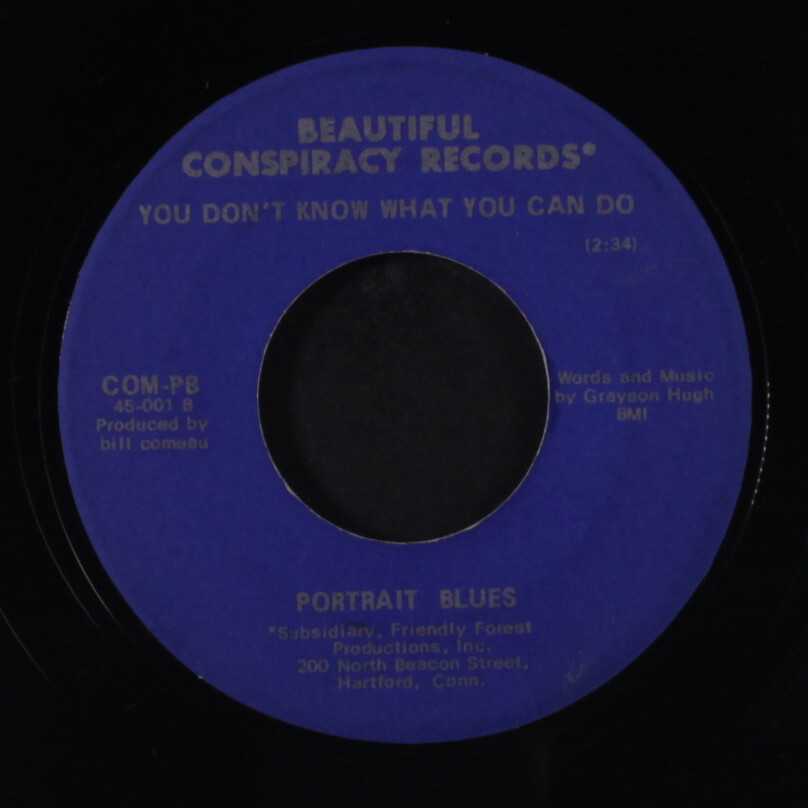 BEAUTIFUL
CONSPIRACY RECORDS*
YOU DON'T KNOW WHAT YOU CAN DO
(2:34)
COM-PB
45-001 B
Produced by
bill comeau
Words and Music
by Grayson Hugh
BMI
PORTRAIT BLUES
*Subsidiary, Friendly Forest
Productions, Inc.
200 North Beacon Street,
Hartford, Conn.